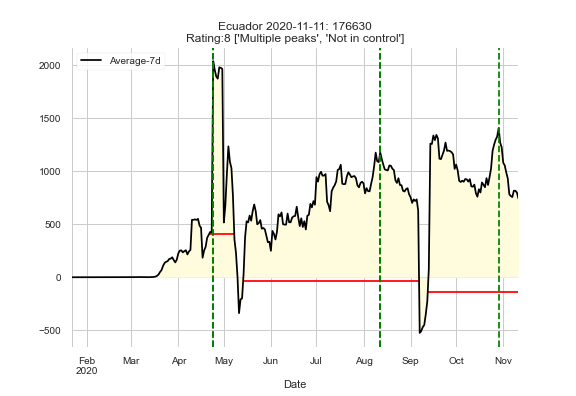 Ecuador 2020-11-11: 176630
Rating:8 ['Multiple peaks', 'Not in control']
Average-7d
2000
1500
1000
500
0
−500
Feb Mar Apr May Jun Jul Aug Sep Oct Nov
2020
Date